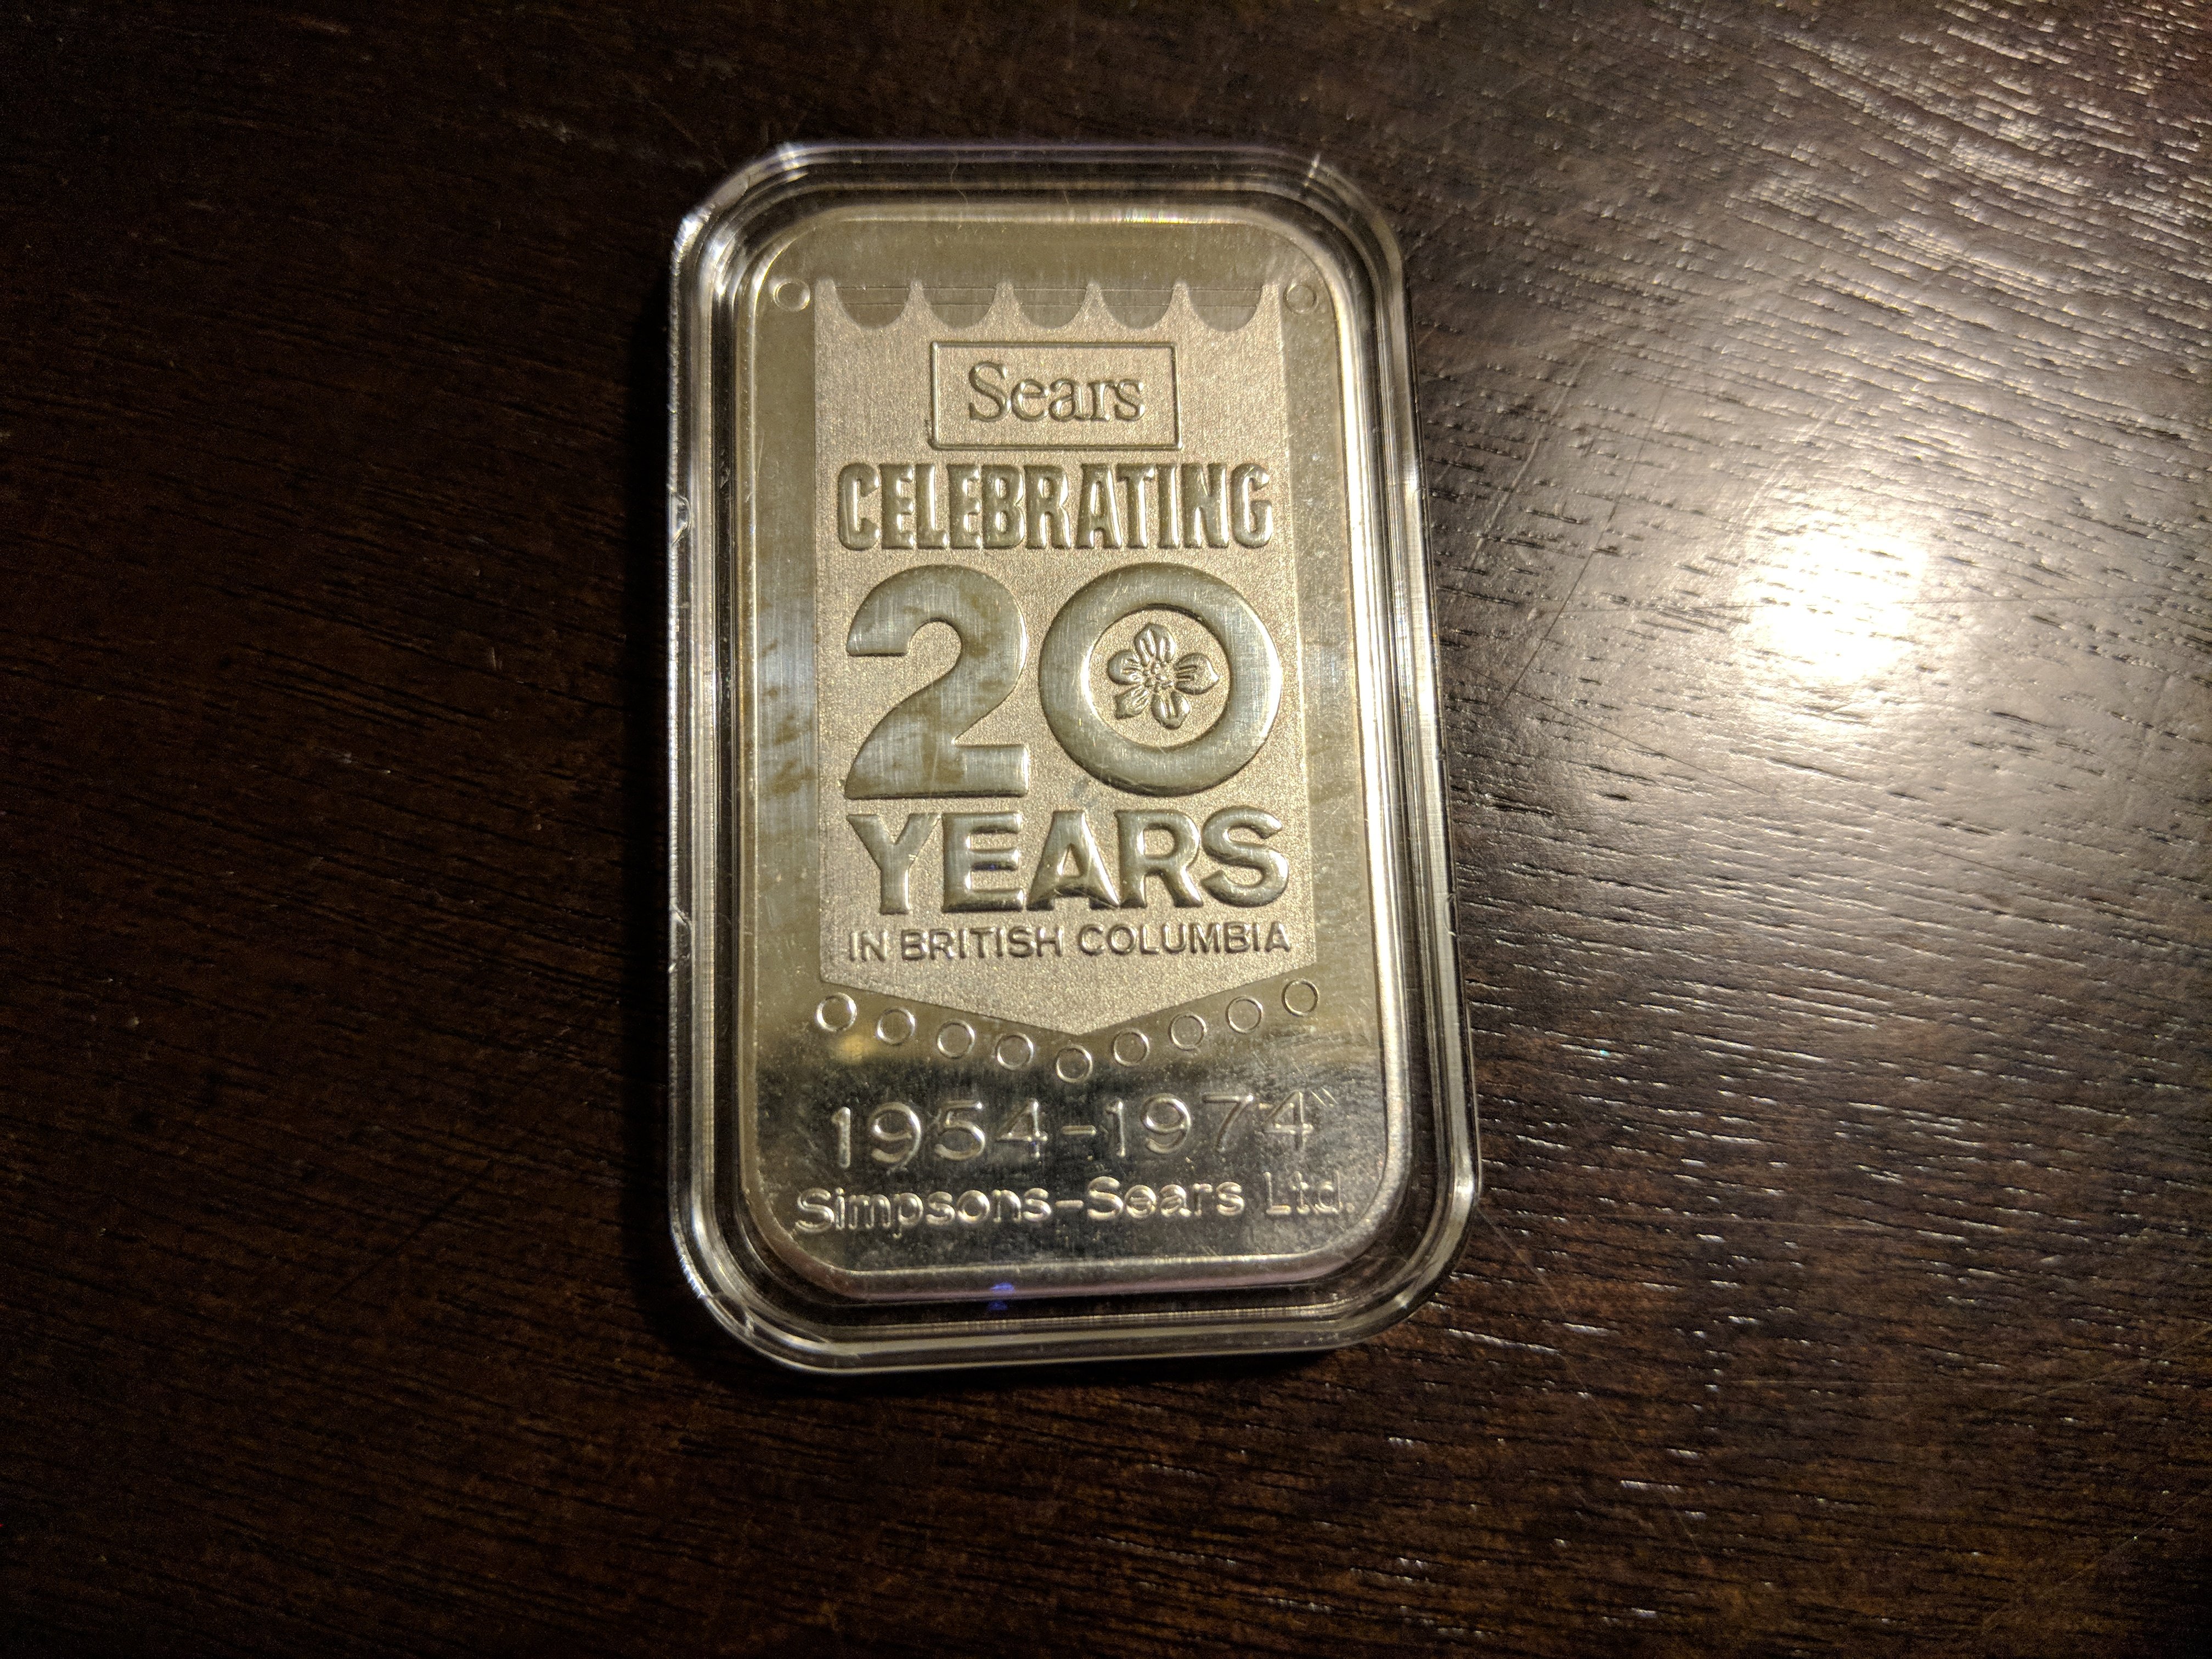 Sears
CELEBRATING
20
YEARS
IN BRITISH COLUMBIA
1954-1974
Simpsons-Sears Ltd.